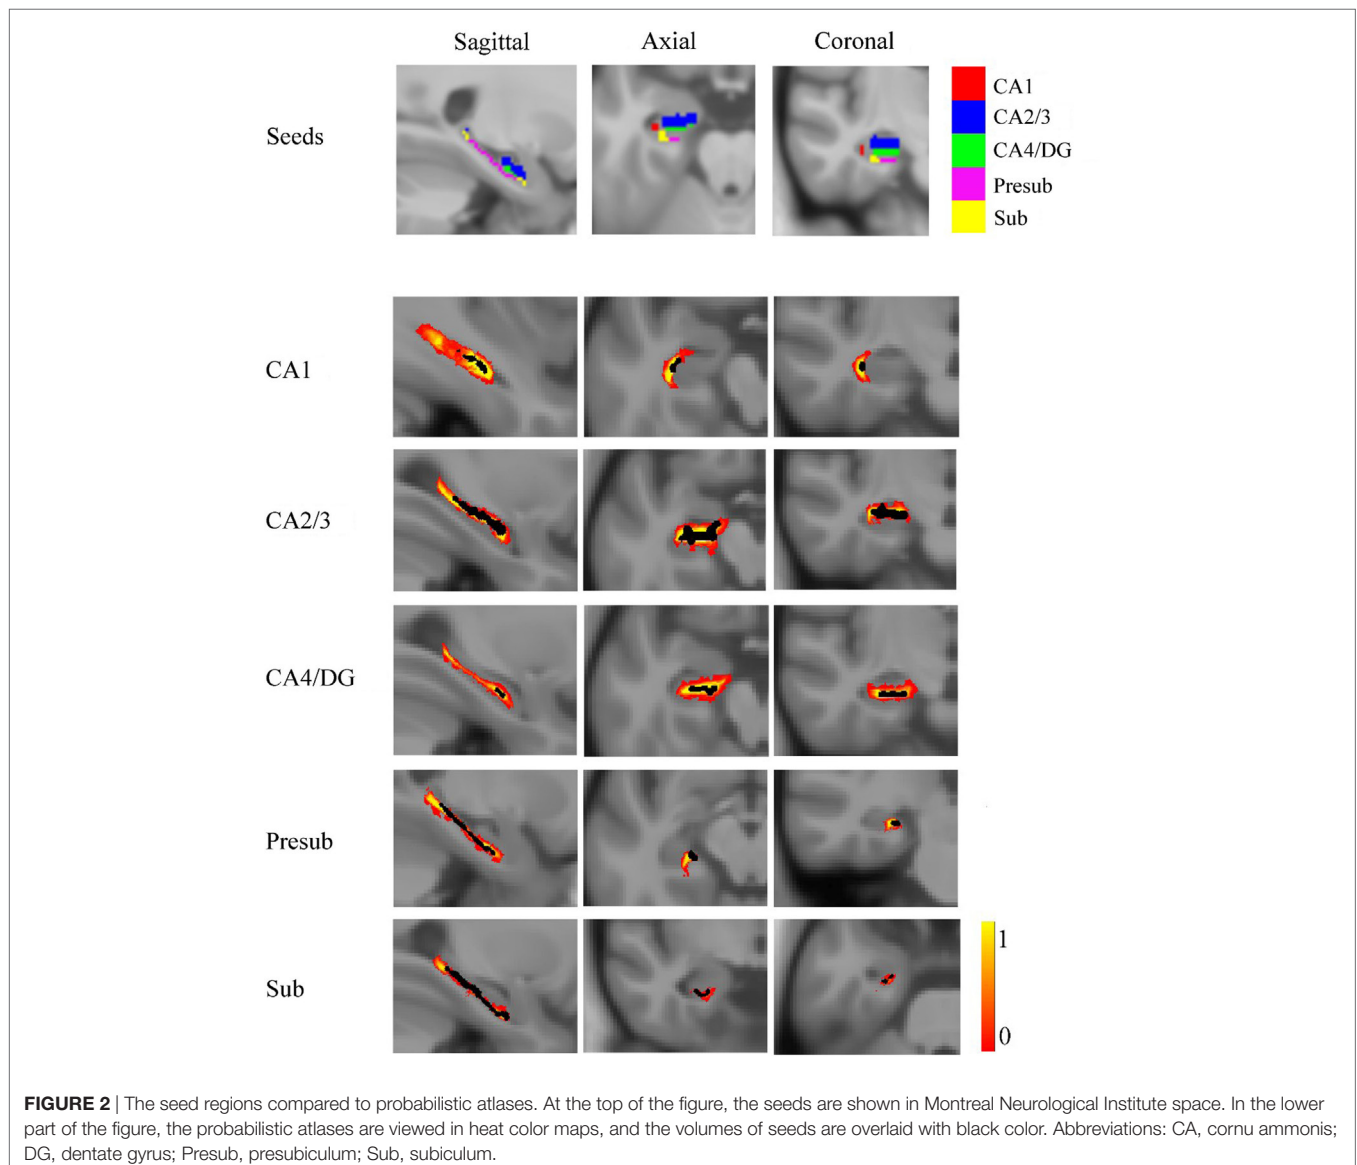 Sagittal Axial Coronal
Seeds
CA1
CA2/3
CA4/DG
Presub
Sub
CA1
CA2/3
CA4/DG
Presub
Sub
1
0
FIGURE 2 | The seed regions compared to probabilistic atlases. At the top of the figure, the seeds are shown in Montreal Neurological Institute space. In the lower
part of the figure, the probabilistic atlases are viewed in heat color maps, and the volumes of seeds are overlaid with black color. Abbreviations: CA, cornu ammonis;
DG, dentate gyrus; Presub, presubiculum; Sub, subiculum.